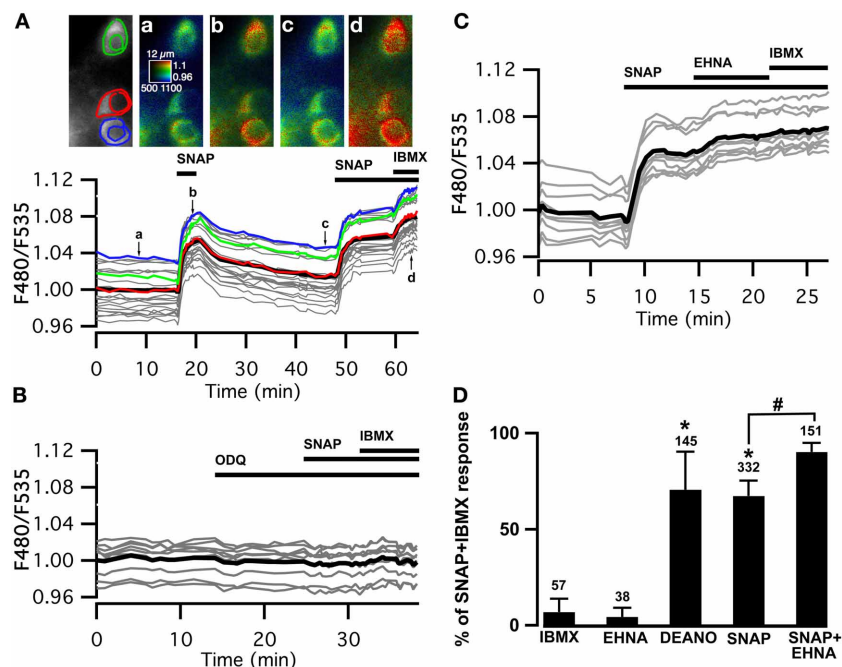 A
a
b
c
d
12 µm
1.1
0.96
500 1100
SNAP
SNAP
IBMX
1.12
1.08
1.04
1.00
0.96
F480/F535
a
b
c
d
0 10 20 30 40 50 60
Time (min)
B
ODQ
SNAP
IBMX
1.12
1.08
1.04
1.00
0.96
F480/F535
0 10 20 30
Time (min)
C
SNAP
EHNA
IBMX
1.12
1.08
1.04
1.00
0.96
F480/F535
0 5 10 15 20 25
Time (min)
D
% of SNAP+IBMX response
100
50
0
57
38
*
145
*
332
#
151
IBMX EHNA DEANO SNAP SNAP+
EHNA